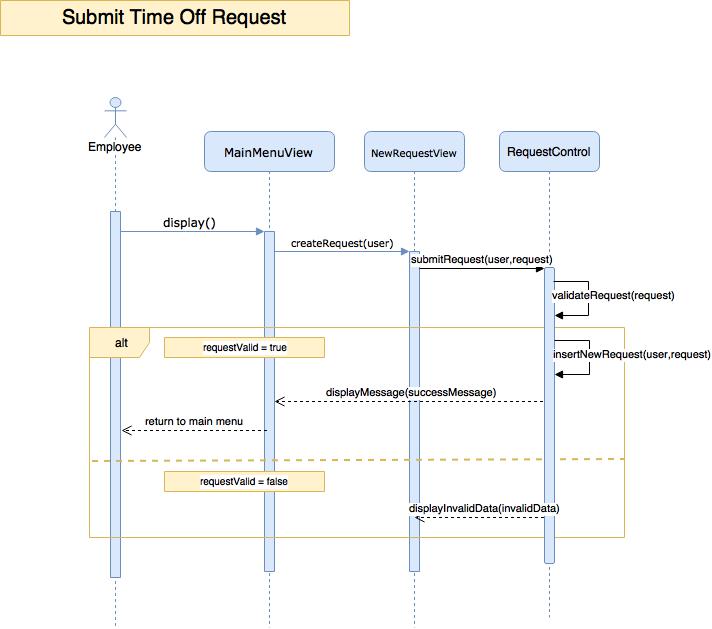 Submit Time Off Request
Employee
MainMenuView
NewRequestView
RequestControl
display()
createRequest(user)
submitRequest(user,request)
validateRequest(request)
alt
requestValid = true
insertNewRequest(user,request)
displayMessage(successMessage)
return to main menu
requestValid = false
displayInvalidData(invalidData)